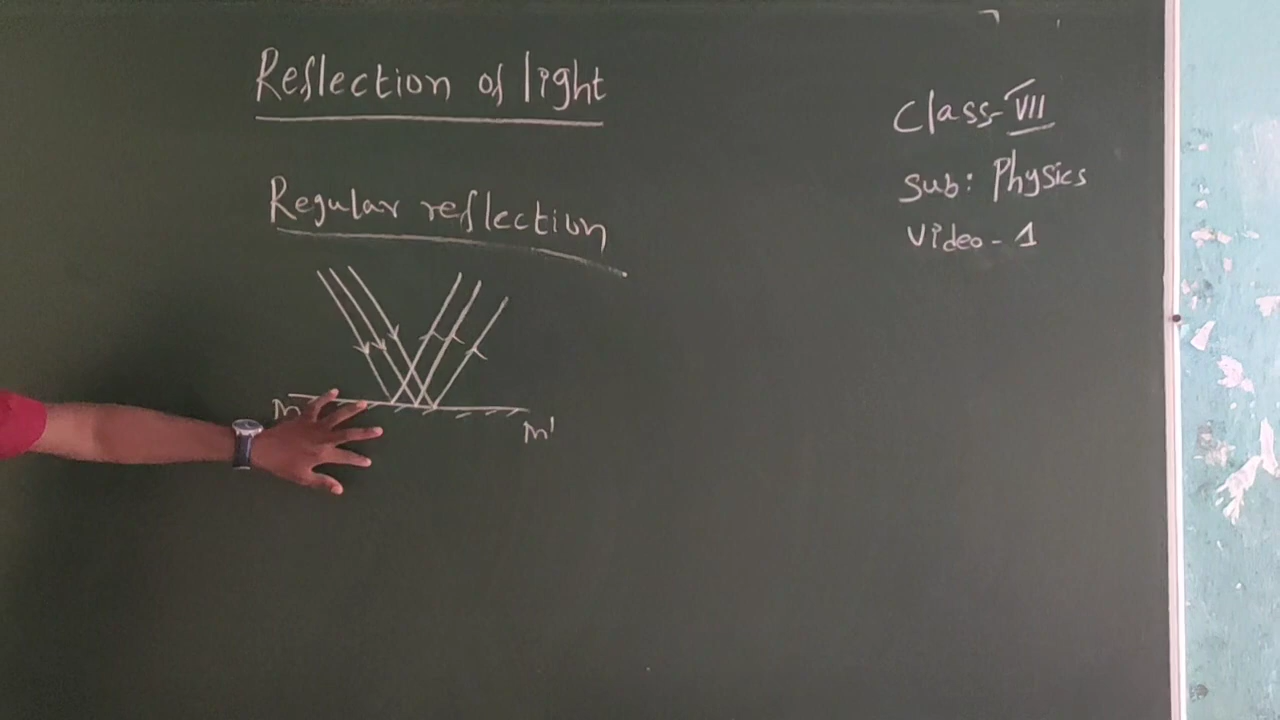 Reflection of light
Class-VII
Sub: Physics
Video-1
Regular reflection
M
M'